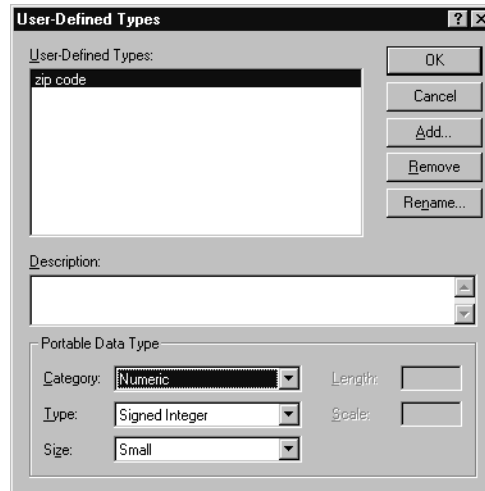 User-Defined Types
User-Defined Types:
zip code
OK
Cancel
Add...
Remove
Rename...
Description:
Portable Data Type
Category: Numeric Length:
Type: Signed Integer Scale:
Size: Small